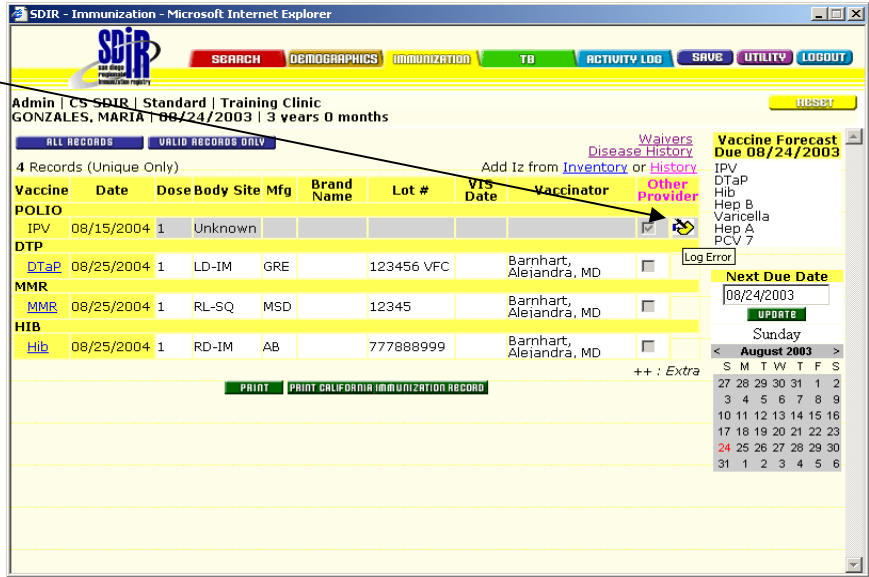 SDIR - Immunization - Microsoft Internet Explorer
SDIR
san diego
regional
immunization registry
SEARCH DEMOGRAPHICS IMMUNIZATION TB ACTIVITY LOG SAVE UTILITY LOGOUT
Admin | CS SDIR | Standard | Training Clinic
GONZALES, MARIA | 08/24/2003 | 3 years 0 months
RESET
ALL RECORDS VALID RECORDS ONLY
Waivers
Disease History
4 Records (Unique Only) Add Iz from Inventory or History
Vaccine Date Dose Body Site Mfg Brand Name Lot # VIS Date Vaccinator Other Provider
POLIO
IPV 08/15/2004 1 Unknown
DTP
DTaP 08/25/2004 1 LD-IM GRE 123456 VFC Barnhart, Alejandra, MD
MMR
MMR 08/25/2004 1 RL-SQ MSD 12345 Barnhart, Alejandra, MD
HIB
Hib 08/25/2004 1 RD-IM AB 777888999 Barnhart, Alejandra, MD
++ : Extra
PRINT PRINT CALIFORNIA IMMUNIZATION RECORD
Log Error
Vaccine Forecast
Due 08/24/2003
IPV
DTaP
Hib
Hep B
Varicella
Hep A
PCV 7
Next Due Date
08/24/2003
UPDATE
Sunday
< August 2003 >
S M T W T F S
27 28 29 30 31 1 2
3 4 5 6 7 8 9
10 11 12 13 14 15 16
17 18 19 20 21 22 23
24 25 26 27 28 29 30
31 1 2 3 4 5 6